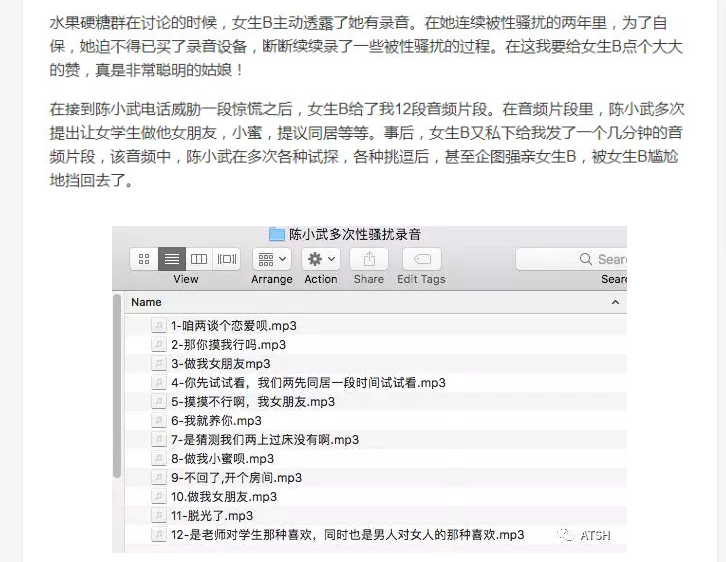 水果硬糖群在讨论的时候，女生B主动透露了她有录音。在她连续被性骚扰的两年里，为了自
保，她迫不得已买了录音设备，断断续续录了一些被性骚扰的过程。在这我要给女生B点个大大
的赞，真是非常聪明的姑娘！
在接到陈小武电话威胁一段惊慌之后，女生B给了我12段音频片段。在音频片段里，陈小武多次
提出让女学生做他女朋友，小蜜，提议同居等等。事后，女生B又私下给我发了一个几分钟的音
频片段，该音频中，陈小武在多次各种试探，各种挑逗后，甚至企图强亲女生B，被女生B尴尬
地挡回去了。
陈小武多次性骚扰录音
Sear
View Arrange Action Share Edit Tags Searc
Name
1-咱两谈个恋爱呗.mp3
2-那你摸我行吗.mp3
3-做我女朋友mp3
4-你先试试看，我们两先同居一段时间试试看.mp3
5-摸摸不行啊，我女朋友.mp3
6-我就养你.mp3
7-是猜测我们两上过床没有啊.mp3
8-做我小蜜呗.mp3
9-不回了,开个房间.mp3
10.做我女朋友.mp3
11-脱光了.mp3
12-是老师对学生那种喜欢，同时也是男人对女人的那种喜欢.mp3
ATSH